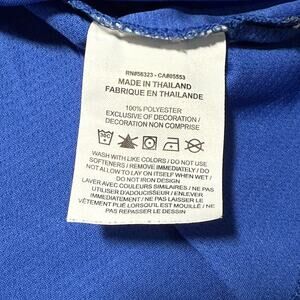 RN#56323 - CA#05553
MADE IN THAILAND
FABRIQUE EN THAILANDE
100% POLYESTER
EXCLUSIVE OF DECORATION /
DECORATION NON COMPRISE
WASH WITH LIKE COLORS / DO NOT USE
SOFTENERS / REMOVE IMMEDIATELY / DO
NOT ALLOW TO LAY ON ITSELF WHEN WET /
DO NOT IRON DESIGN
LAVER AVEC COULEURS SIMILAIRES / NE PAS
UTILISER D'ADOUCISSEUR / ENLEVER
IMMEDIATEMENT / NE PAS LAISSER LE
VÊTEMENT PLIÉ LORSQU'IL EST MOUILLÉ / NE
PAS REPASSER LE DESSIN